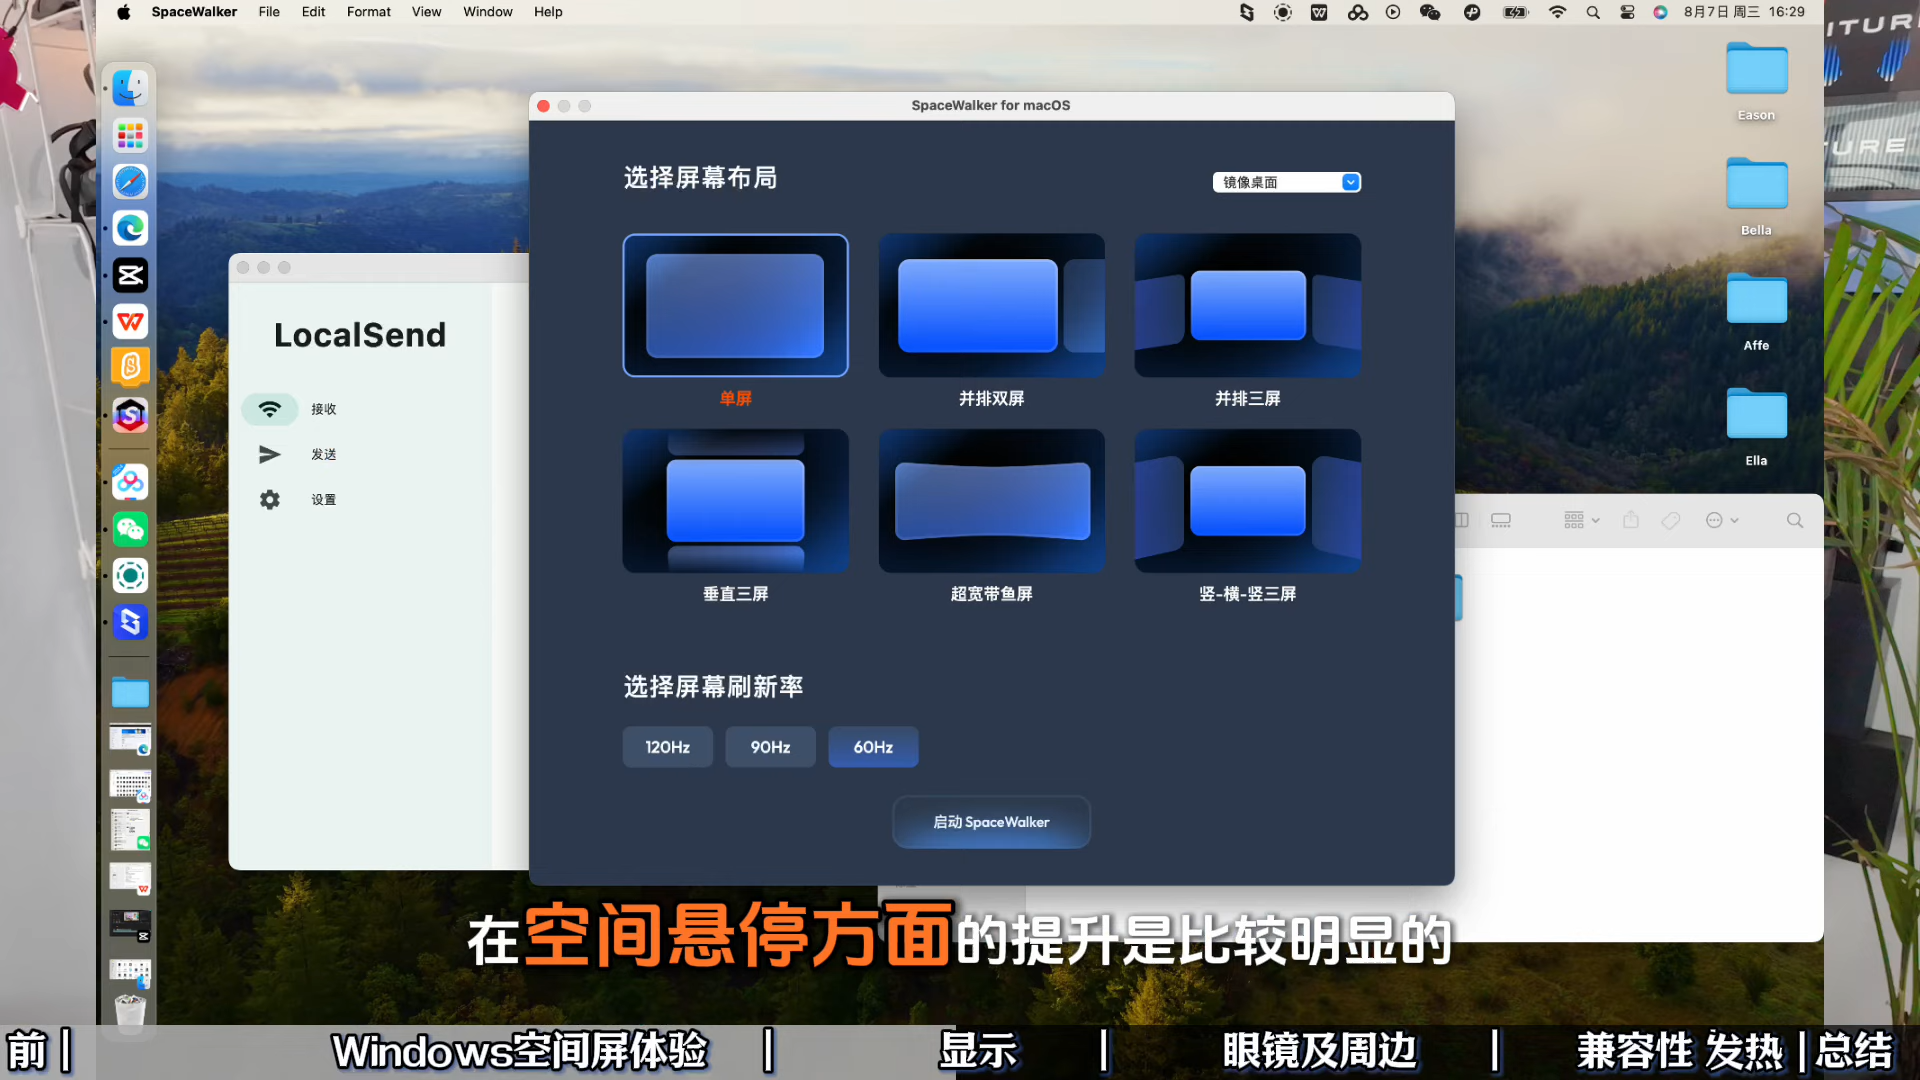 SpaceWalker File Edit Format View Window Help
8月7日 周三 16:29
ITUR
TURE
Eason
Bella
Affe
Ella
SpaceWalker for macOS
选择屏幕布局
镜像桌面
单屏
并排双屏
并排三屏
垂直三屏
超宽带鱼屏
竖-横-竖三屏
选择屏幕刷新率
120Hz 90Hz 60Hz
启动 SpaceWalker
LocalSend
接收
发送
设置
在空间悬停方面的提升是比较明显的
前 | Windows空间屏体验 | 显示 | 眼镜及周边 | 兼容性 发热 | 总结